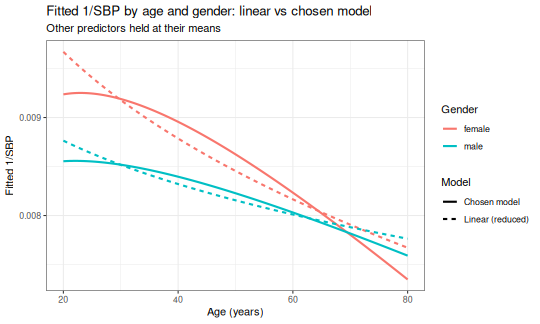 Fitted 1/SBP by age and gender: linear vs chosen model
Other predictors held at their means
Fitted 1/SBP
0.009
0.008
20
40
60
80
Age (years)
Gender
female
male
Model
Chosen model
Linear (reduced)